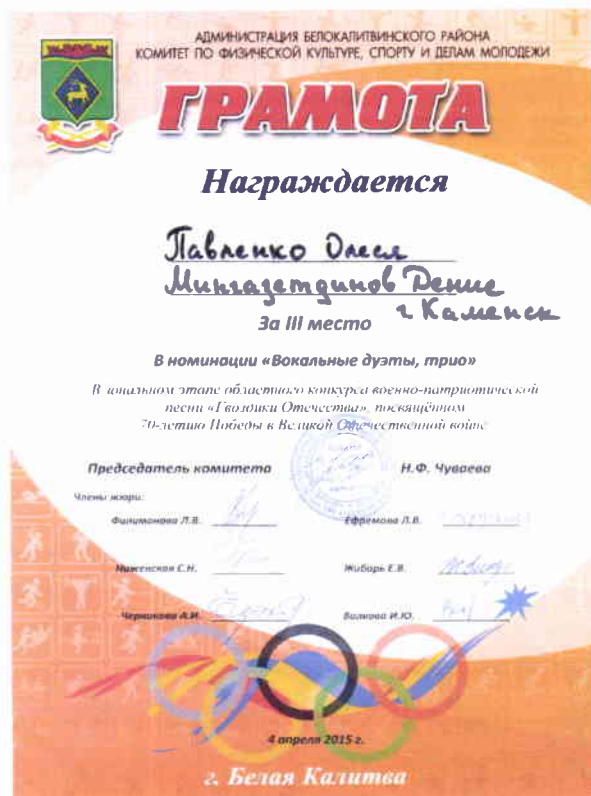 АДМИНИСТРАЦИЯ БЕЛОКАЛИТВИНСКОГО РАЙОНА
КОМИТЕТ ПО ФИЗИЧЕСКОЙ КУЛЬТУРЕ, СПОРТУ И ДЕЛАМ МОЛОДЕЖИ
ГРАМОТА
Награждается
Павленко Олеся
Мингазетдинов Денис
г Каменск
За III место
В номинации «Вокальные дуэты, трио»
В зональном этапе областного конкурса военно-патриотической
песни «Гвоздики Отечества», посвящённом
70-летию Победы в Великой Отечественной войне
Председатель комитета Н.Ф. Чуваева
Члены жюри:
Филимонова Л.В. Ефремова Л.В.
С.Н. Жибарь Е.В.
Черникова А.И. И.Ю.
4 апреля 2015 г.
г. Белая Калитва